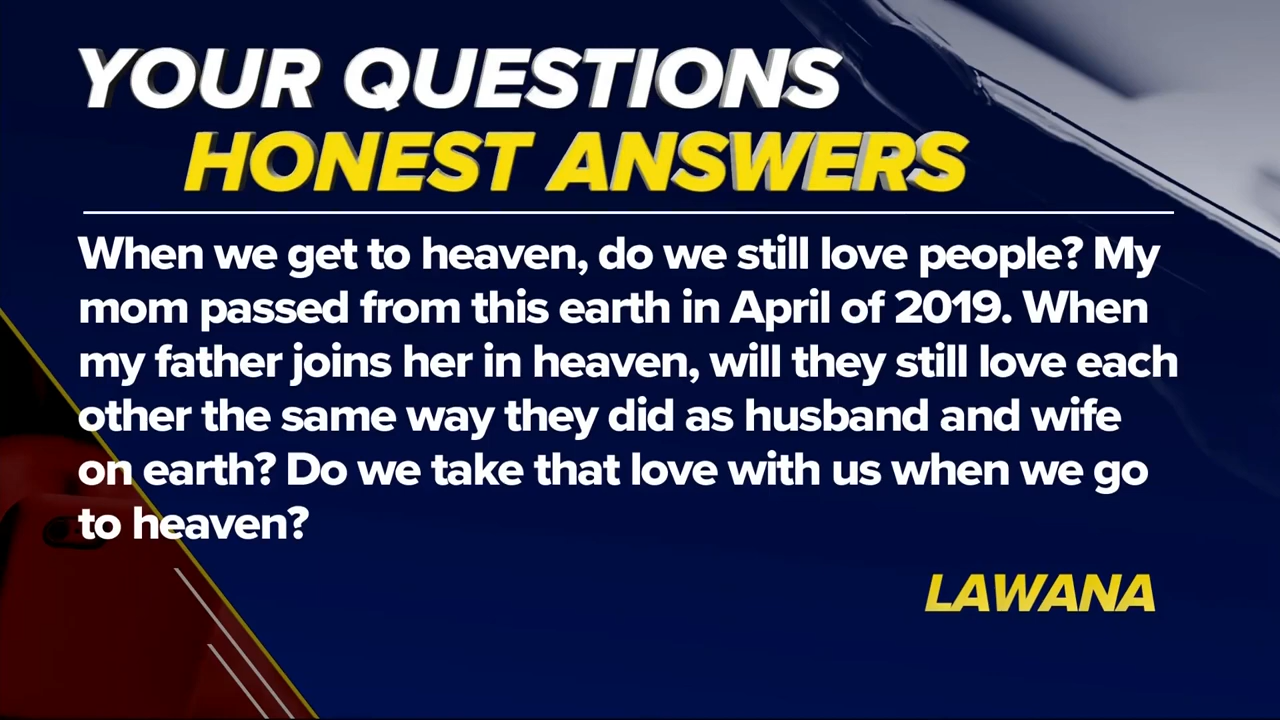 YOUR QUESTIONS
HONEST ANSWERS
When we get to heaven, do we still love people? My
mom passed from this earth in April of 2019. When
my father joins her in heaven, will they still love each
other the same way they did as husband and wife
on earth? Do we take that love with us when we go
to heaven?
LAWANA